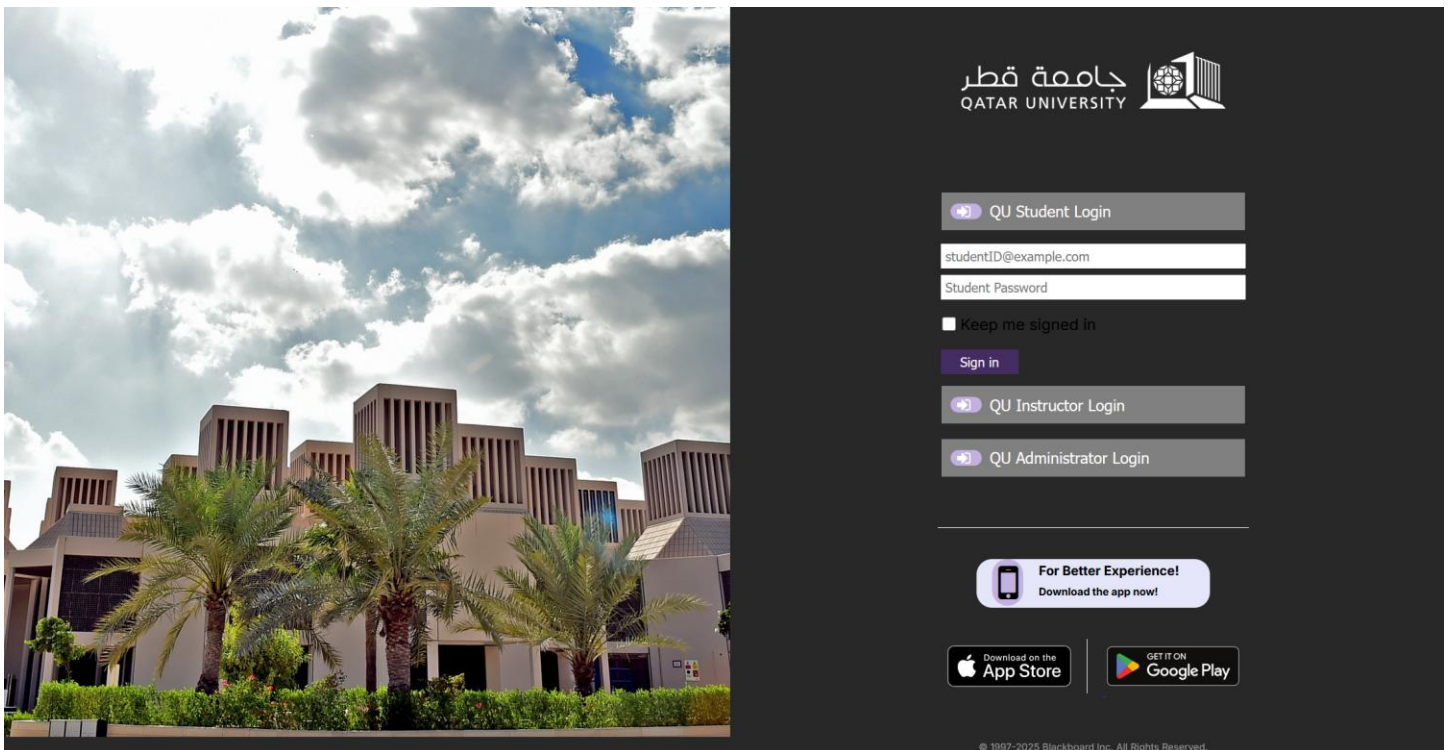 جامعة قطر
QATAR UNIVERSITY
QU Student Login
studentID@example.com
Student Password
Keep me signed in
Sign in
QU Instructor Login
QU Administrator Login
For Better Experience!
Download the app now!
Download on the
App Store
GET IT ON
Google Play
© 1997-2025 Blackboard Inc. All Rights Reserved.